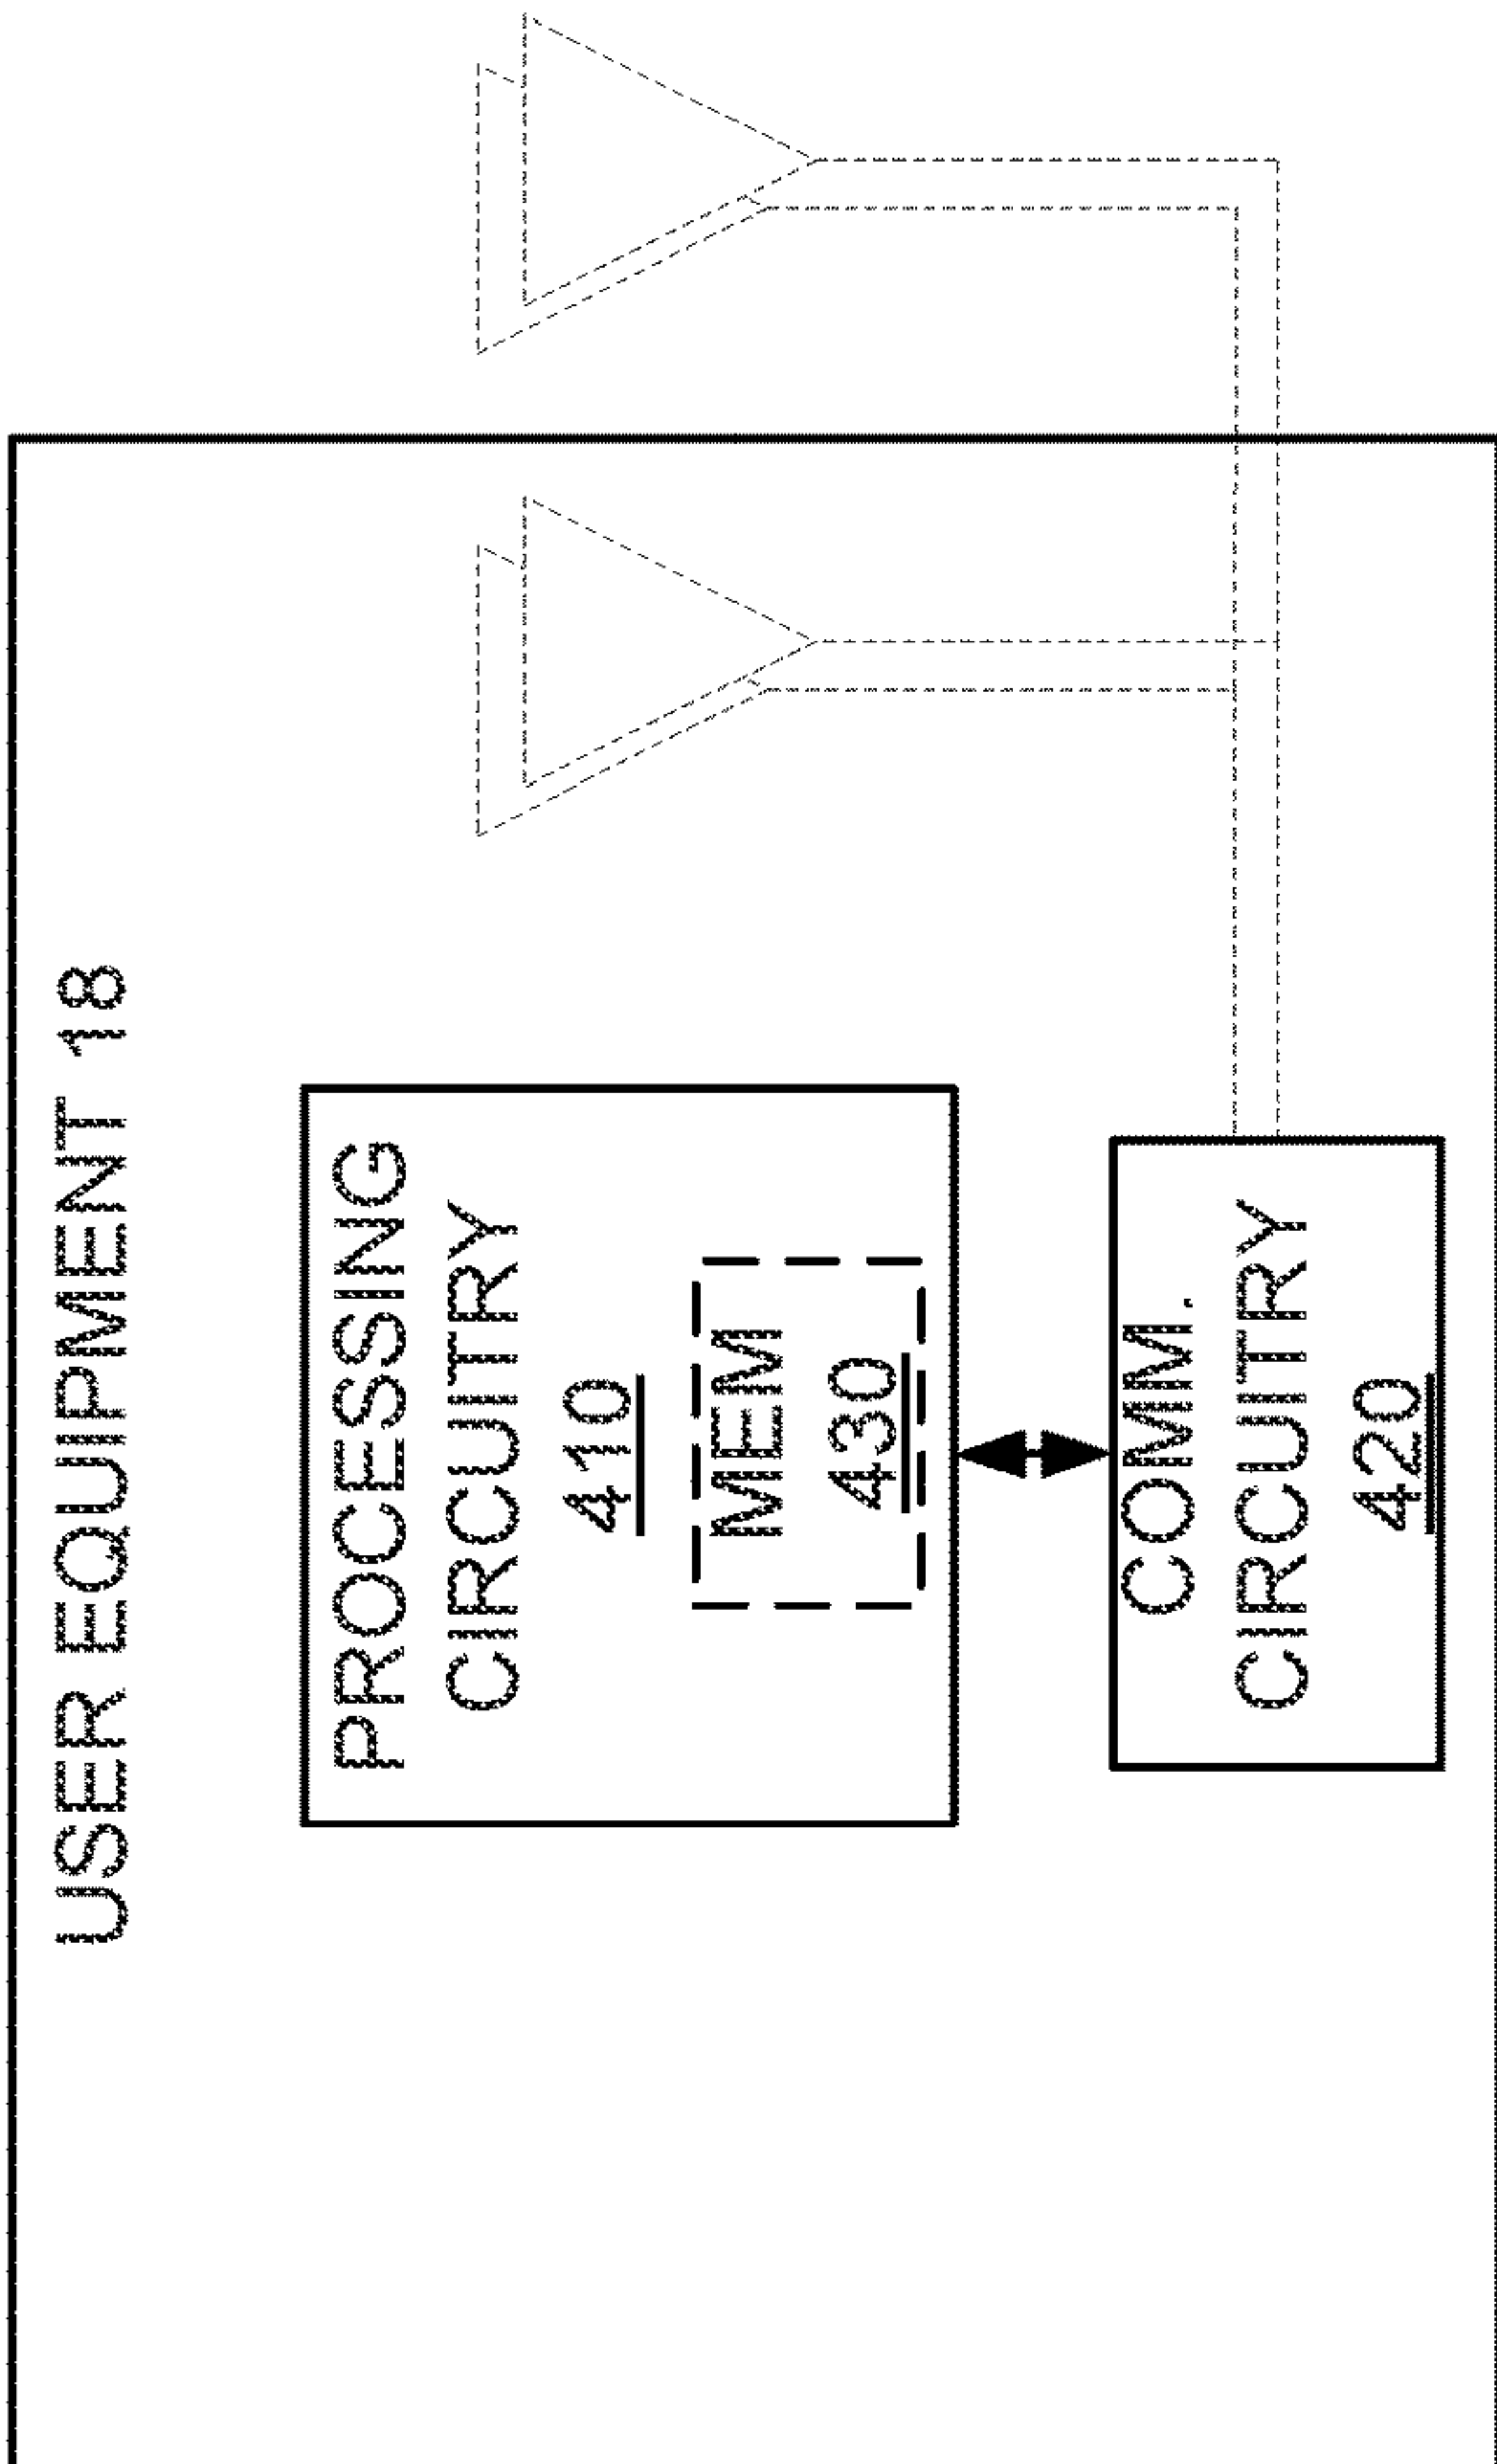 USER EQUIPMENT 18
PROCESSING
CIRCUITRY
410
MEM
430
COMM.
CIRCUITRY
420